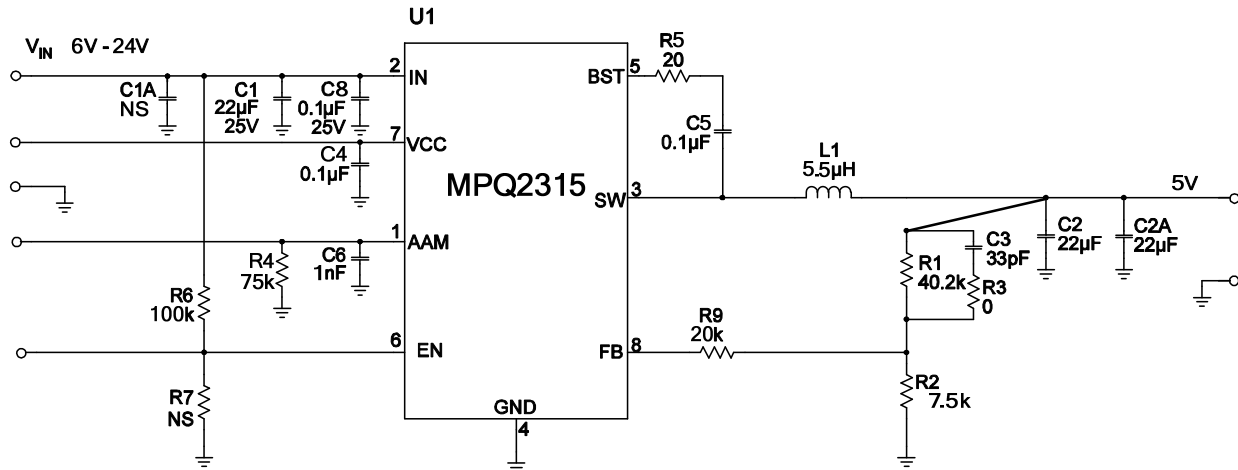 U1
V_IN 6V - 24V
2
IN
C1A
NS
C1
22µF
25V
C8
0.1µF
25V
7
VCC
C4
0.1µF
1
AAM
R4
75k
C6
1nF
R6
100k
6
EN
R7
NS
MPQ2315
GND
4
BST
5
R5
20
C5
0.1µF
SW
3
L1
5.5µH
5V
C2
22µF
C2A
22µF
C3
33pF
R1
40.2k
R3
0
FB
8
R9
20k
R2
7.5k